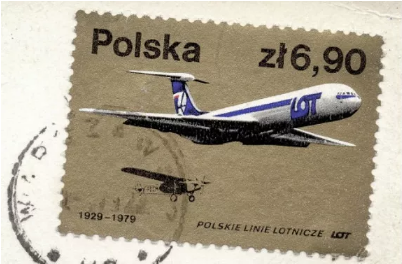 Polska zł6,90
LOT
1929-1979 POLSKIE LINIE LOTNICZE LOT